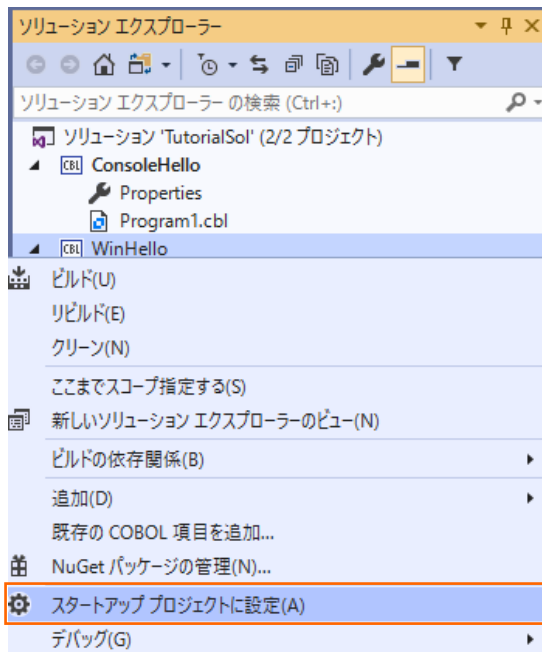 ソリューション エクスプローラー
ソリューション エクスプローラー の検索 (Ctrl+:)
ソリューション 'TutorialSol' (2/2 プロジェクト)
CBL ConsoleHello
Properties
Program1.cbl
CBL WinHello
ビルド(U)
リビルド(E)
クリーン(N)
ここまでスコープ指定する(S)
新しいソリューション エクスプローラーのビュー(N)
ビルドの依存関係(B)
追加(D)
既存の COBOL 項目を追加...
NuGet パッケージの管理(N)...
スタートアップ プロジェクトに設定(A)
デバッグ(G)